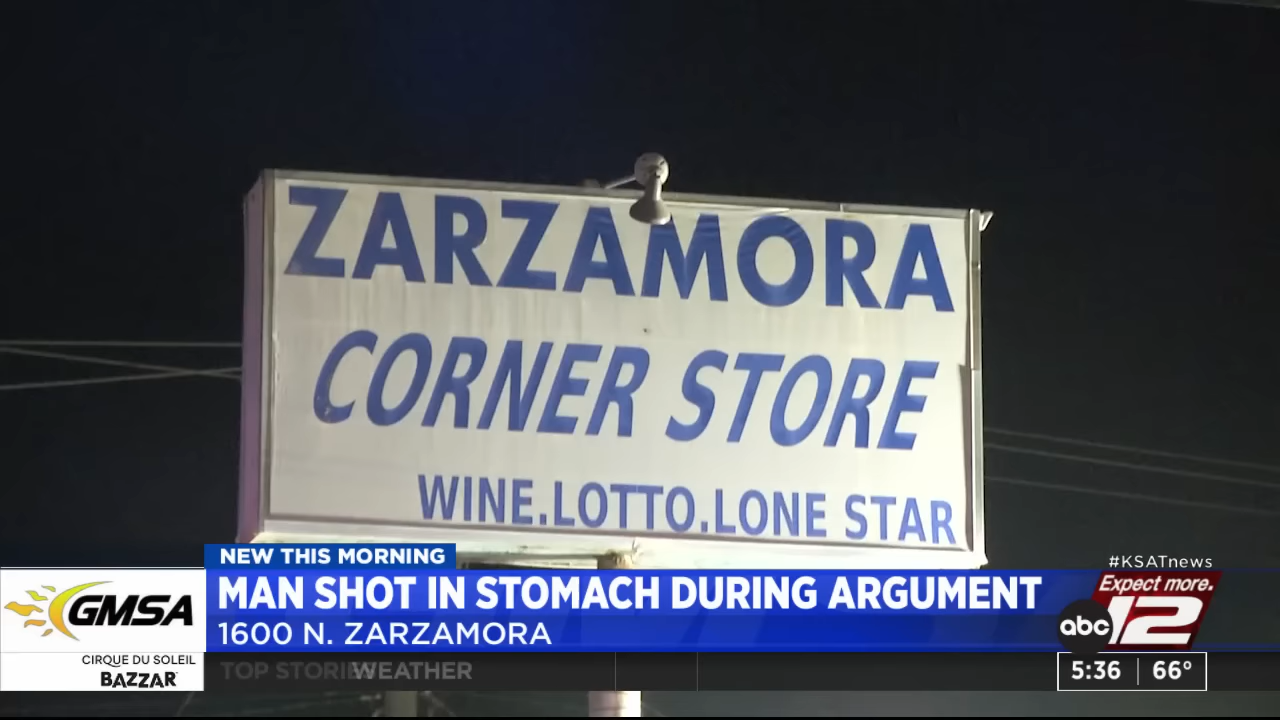 ZARZAMORA
CORNER STORE
WINE.LOTTO.LONE STAR
NEW THIS MORNING
#KSATnews
MAN SHOT IN STOMACH DURING ARGUMENT
1600 N. ZARZAMORA
GMSA
Expect more.
abc 12
CIRQUE DU SOLEIL
BAZZAR
TOP STORIES
WEATHER
5:36 66°